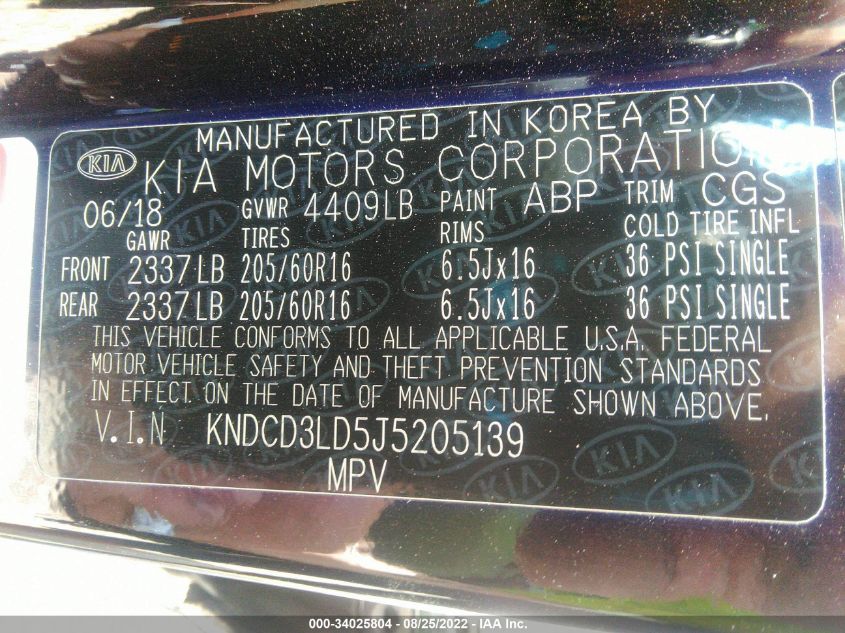 MANUFACTURED IN KOREA BY
KIA KIA MOTORS CORPORATION
06/18 GVWR 4409LB PAINT ABP TRIM CGS
GAWR TIRES RIMS COLD TIRE INFL
FRONT 2337LB 205/60R16 6.5Jx16 36 PSI SINGLE
REAR 2337LB 205/60R16 6.5Jx16 36 PSI SINGLE
THIS VEHICLE CONFORMS TO ALL APPLICABLE U.S.A. FEDERAL
MOTOR VEHICLE SAFETY AND THEFT PREVENTION STANDARDS
IN EFFECT ON THE DATE OF MANUFACTURE SHOWN ABOVE.
V.I.N KNDCD3LD5J5205139
MPV
000-34025804 - 08/25/2022 - IAA Inc.